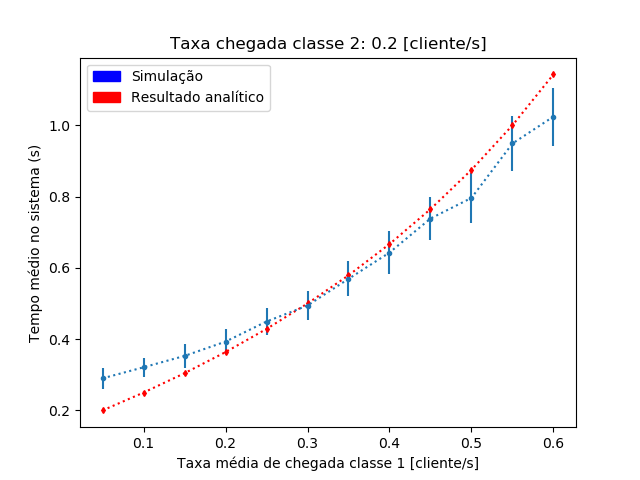 Taxa chegada classe 2: 0.2 [cliente/s]
Simulação
Resultado analítico
1.0
0.8
0.6
0.4
0.2
Tempo médio no sistema (s)
0.1 0.2 0.3 0.4 0.5 0.6
Taxa média de chegada classe 1 [cliente/s]